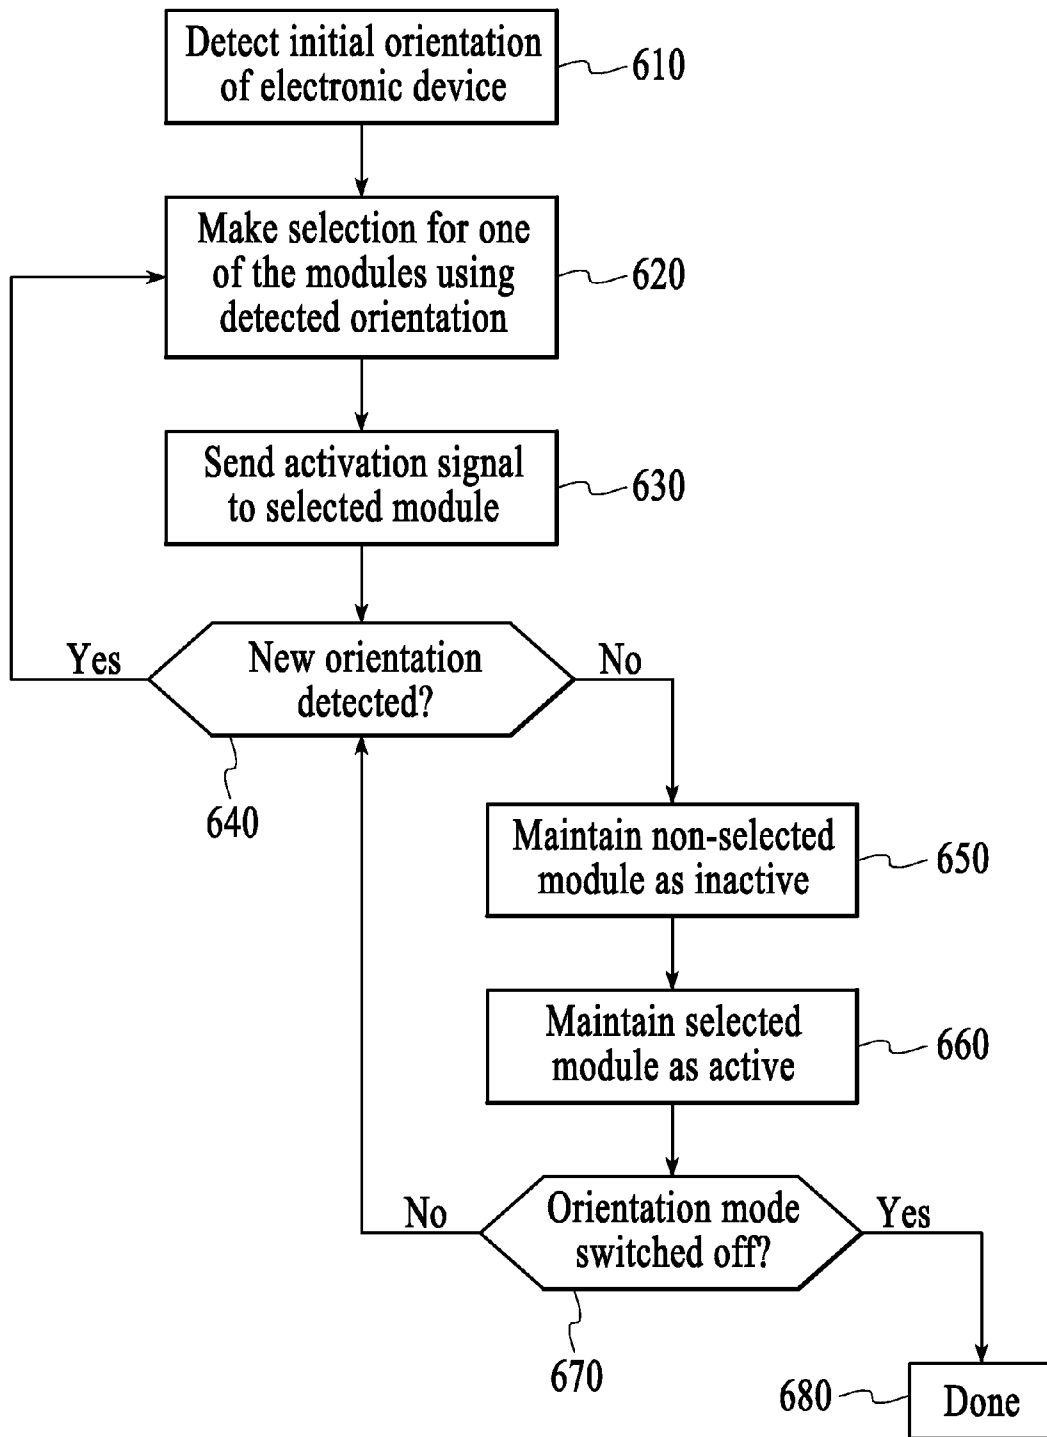 Detect initial orientation
of electronic device
610
Make selection for one
of the modules using
detected orientation
620
Send activation signal
to selected module
630
Yes
New orientation
detected?
No
640
Maintain non-selected
module as inactive
650
Maintain selected
module as active
660
No
Orientation mode
switched off?
Yes
670
680
Done